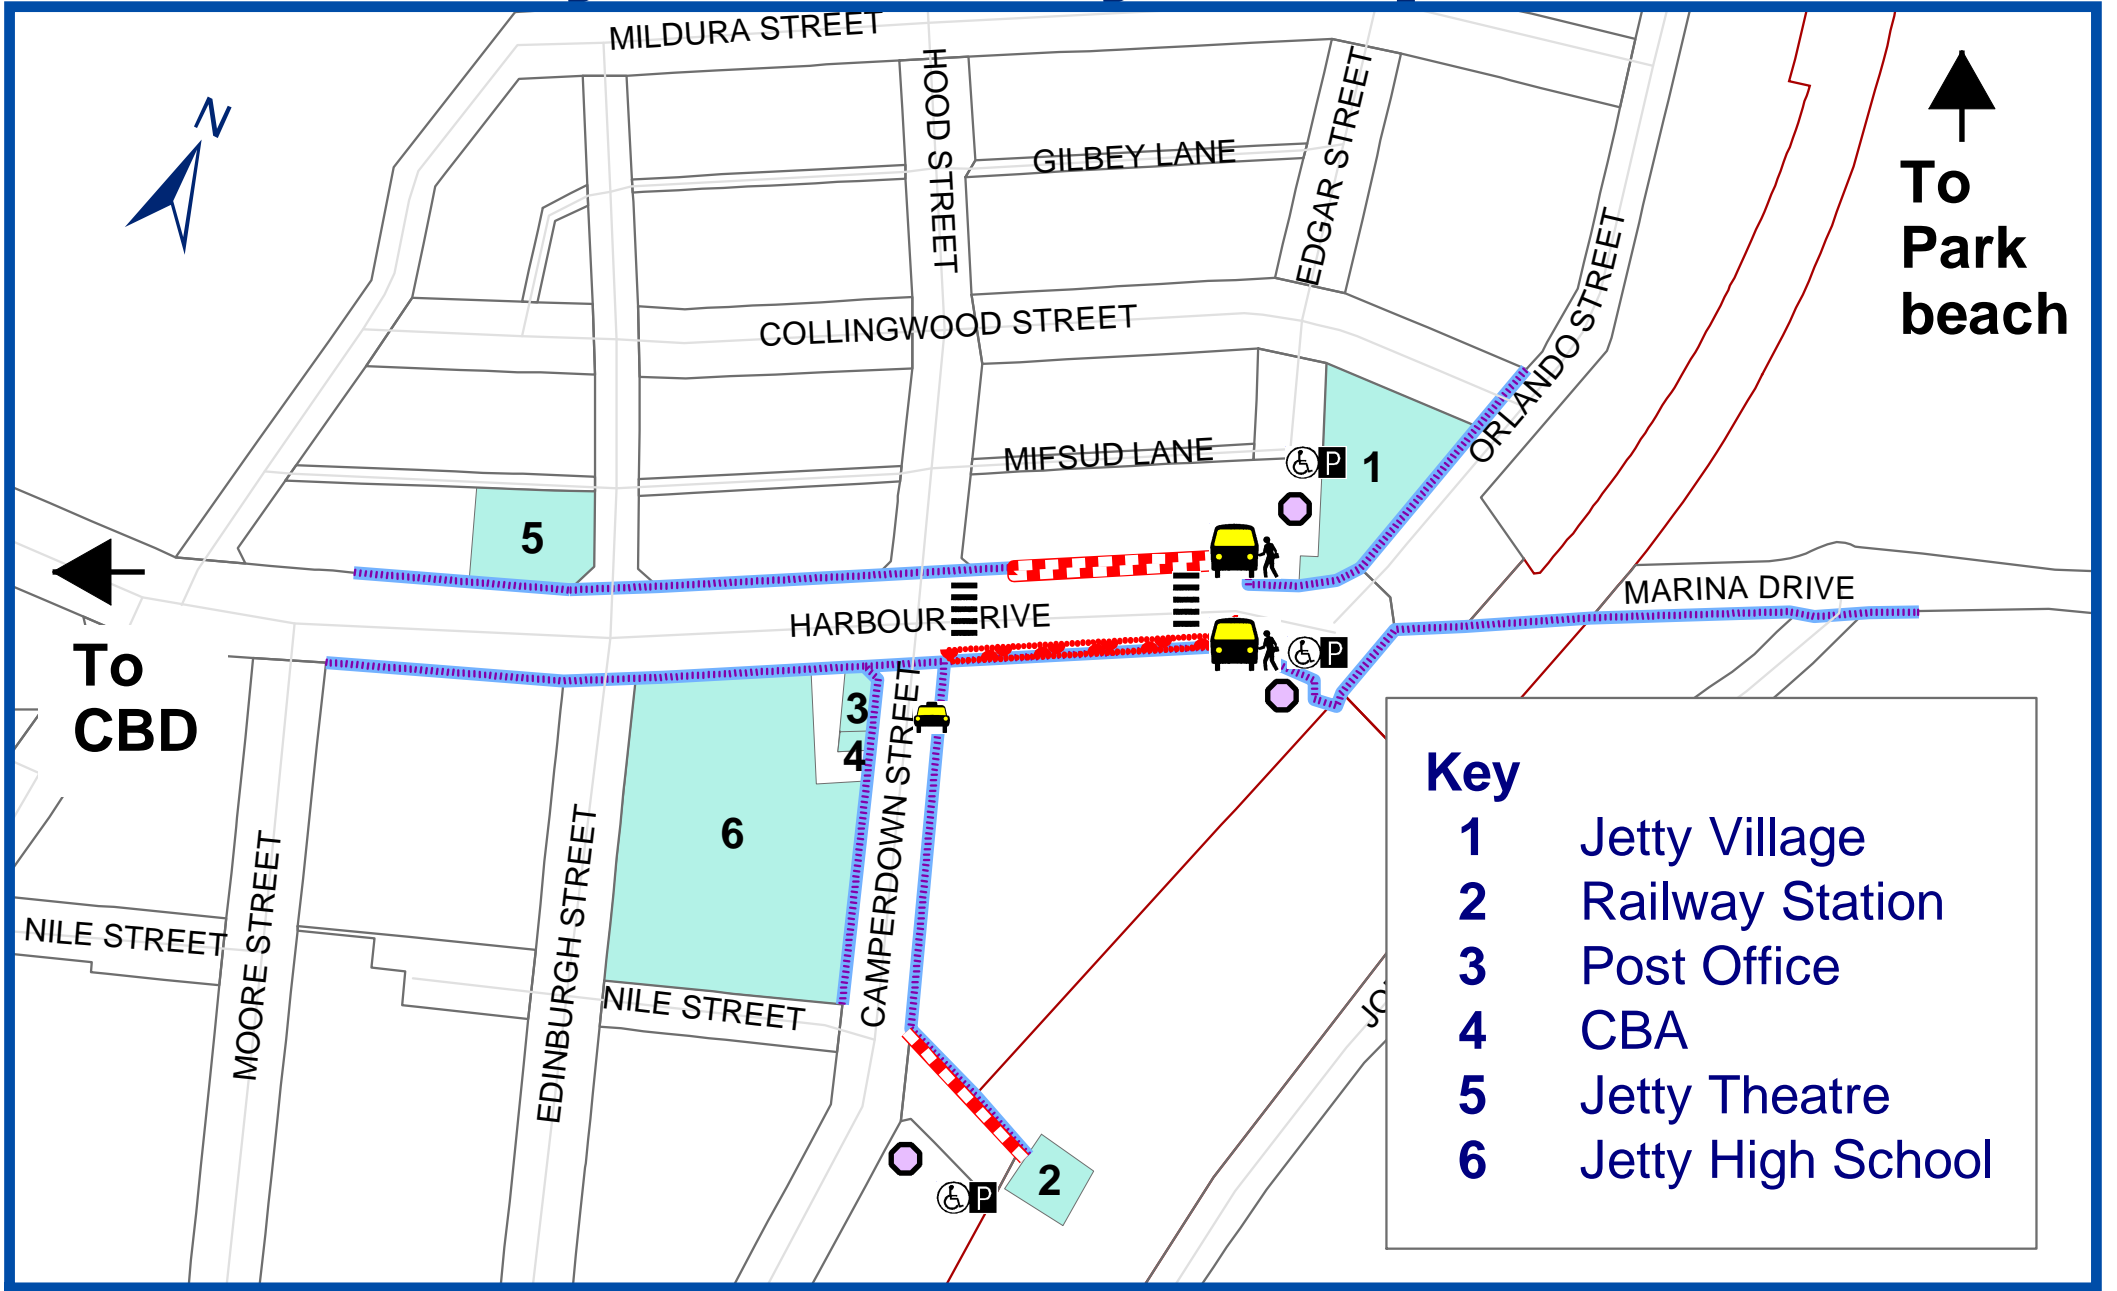 MILDURA STREET
HOOD STREET
N
GILBEY LANE
EDGAR STREET
To
Park
beach
ORLANDO STREET
COLLINGWOOD STREET
MIFSUD LANE
P
1
5
MARINA DRIVE
HARBOUR DRIVE
P
To
CBD
3
4
6
CAMPERDOWN STREET
EDINBURGH STREET
MOORE STREET
NILE STREET
NILE STREET
JO
P
2
Key
1 Jetty Village
2 Railway Station
3 Post Office
4 CBA
5 Jetty Theatre
6 Jetty High School